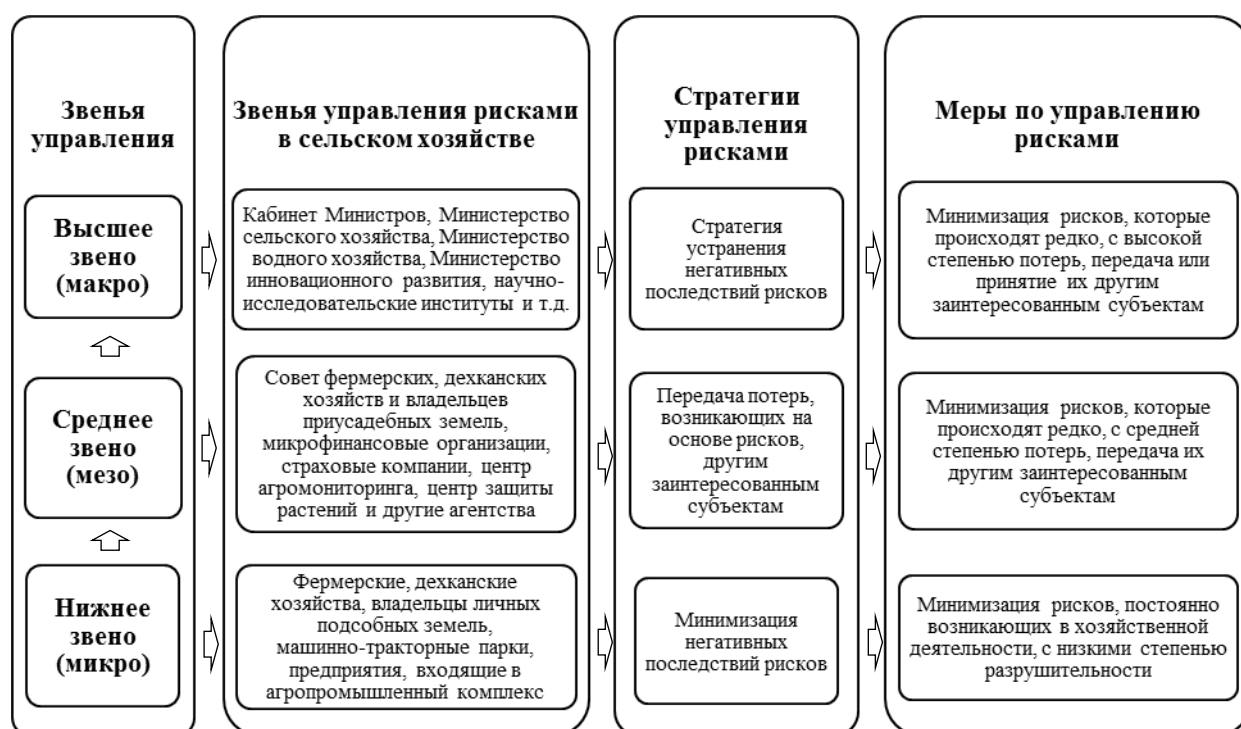 Звенья
управления
Звенья управления рисками
в сельском хозяйстве
Стратегии
управления
рисками
Меры по управлению
рисками
Высшее
звено
(макро)
Кабинет Министров, Министерство
сельского хозяйства, Министерство
водного хозяйства, Министерство
инновационного развития, научно-
исследовательские институты и т.д.
Стратегия
устранения
негативных
последствий рисков
Минимизация рисков, которые
происходят редко, с высокой
степенью потерь, передача или
принятие их другим
заинтересованным субъектам
Среднее
звено
(мезо)
Совет фермерских, дехканских
хозяйств и владельцев
приусадебных земель,
микрофинансовые организации,
страховые компании, центр
агромониторинга, центр защиты
растений и другие агентства
Передача потерь,
возникающих на
основе рисков,
другим
заинтересованным
субъектам
Минимизация рисков, которые
происходят редко, с средней
степенью потерь, передача их
другим заинтересованным
субъектам
Нижнее
звено
(микро)
Фермерские, дехканские
хозяйства, владельцы личных
подсобных земель,
машинно-тракторные парки,
предприятия, входящие в
агропромышленный комплекс
Минимизация
негативных
последствий рисков
Минимизация рисков, постоянно
возникающих в хозяйственной
деятельности, с низкими степенью
разрушительности